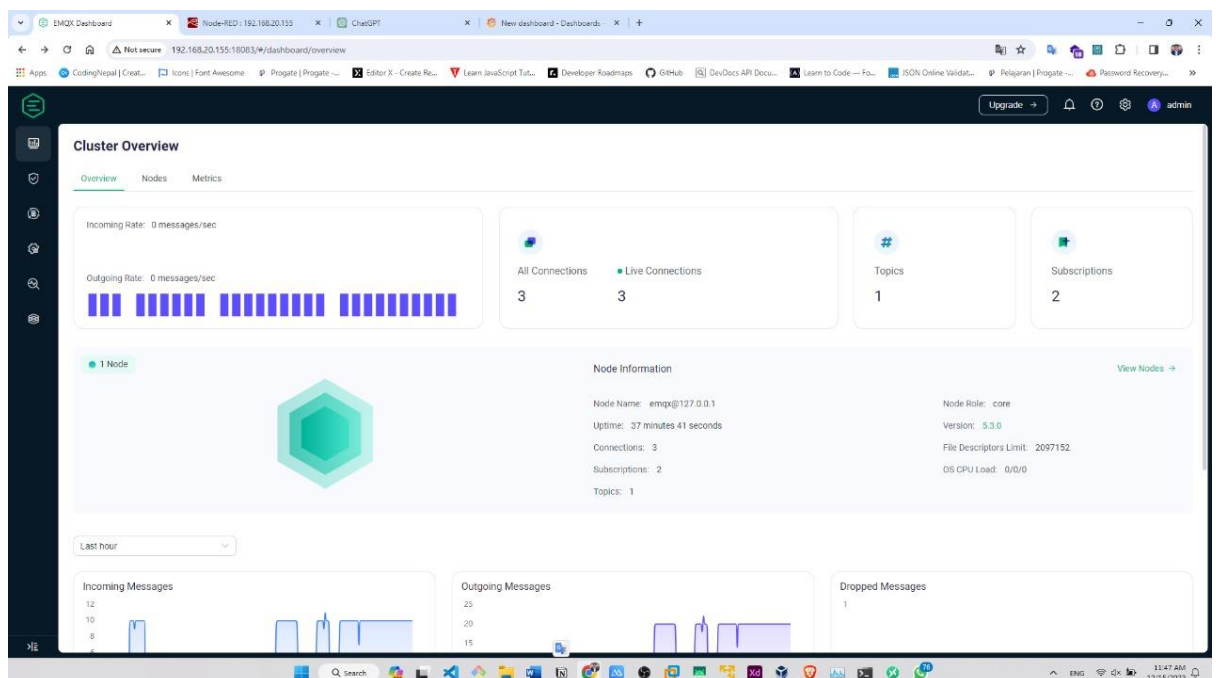 EMQX Dashboard
Node-RED : 192.168.20.155
ChatGPT
New dashboard - Dashboards -
Not secure 192.168.20.155:18083/#/dashboard/overview
Apps CodingNepal | Creat... Icons | Font Awesome Progate | Progate -... Editor X - Create Re... Learn JavaScript Tut... Developer Roadmaps GitHub DevDocs API Docu... Learn to Code — Fo... JSON Online Validat... Pelajaran | Progate -... Password Recovery... »
Upgrade → A admin
Cluster Overview
Overview Nodes Metrics
Incoming Rate: 0 messages/sec
Outgoing Rate: 0 messages/sec
All Connections
3
Live Connections
3
Topics
1
Subscriptions
2
1 Node
Node Information
View Nodes →
Node Name: emqx@127.0.0.1
Node Role: core
Uptime: 37 minutes 41 seconds
Version: 5.3.0
Connections: 3
File Descriptors Limit: 2097152
Subscriptions: 2
OS CPU Load: 0/0/0
Topics: 1
Last hour
Incoming Messages
12
10
8
Outgoing Messages
25
20
15
Dropped Messages
1
Search
76
ENG
11:47 AM